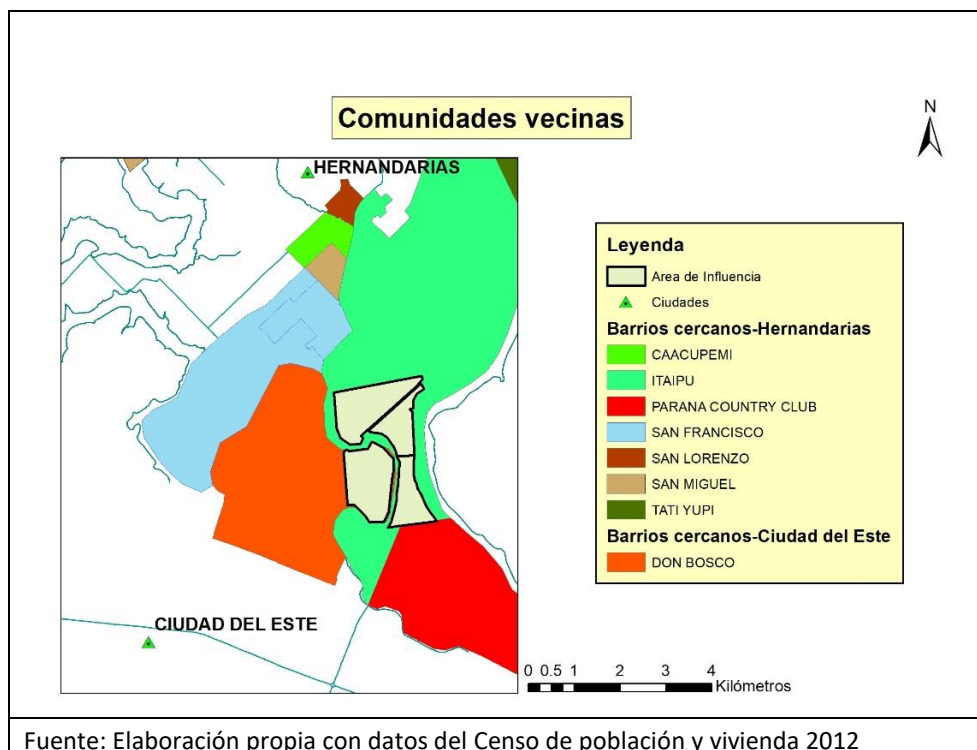 Comunidades vecinas
N
HERNANDARIAS
CIUDAD DEL ESTE
Leyenda
Area de Influencia
Ciudades
Barrios cercanos-Hernandarias
CAACUPEMI
ITAIPU
PARANA COUNTRY CLUB
SAN FRANCISCO
SAN LORENZO
SAN MIGUEL
TATI YUPI
Barrios cercanos-Ciudad del Este
DON BOSCO
0 0.5 1 2 3 4
Kilómetros
Fuente: Elaboración propia con datos del Censo de población y vivienda 2012